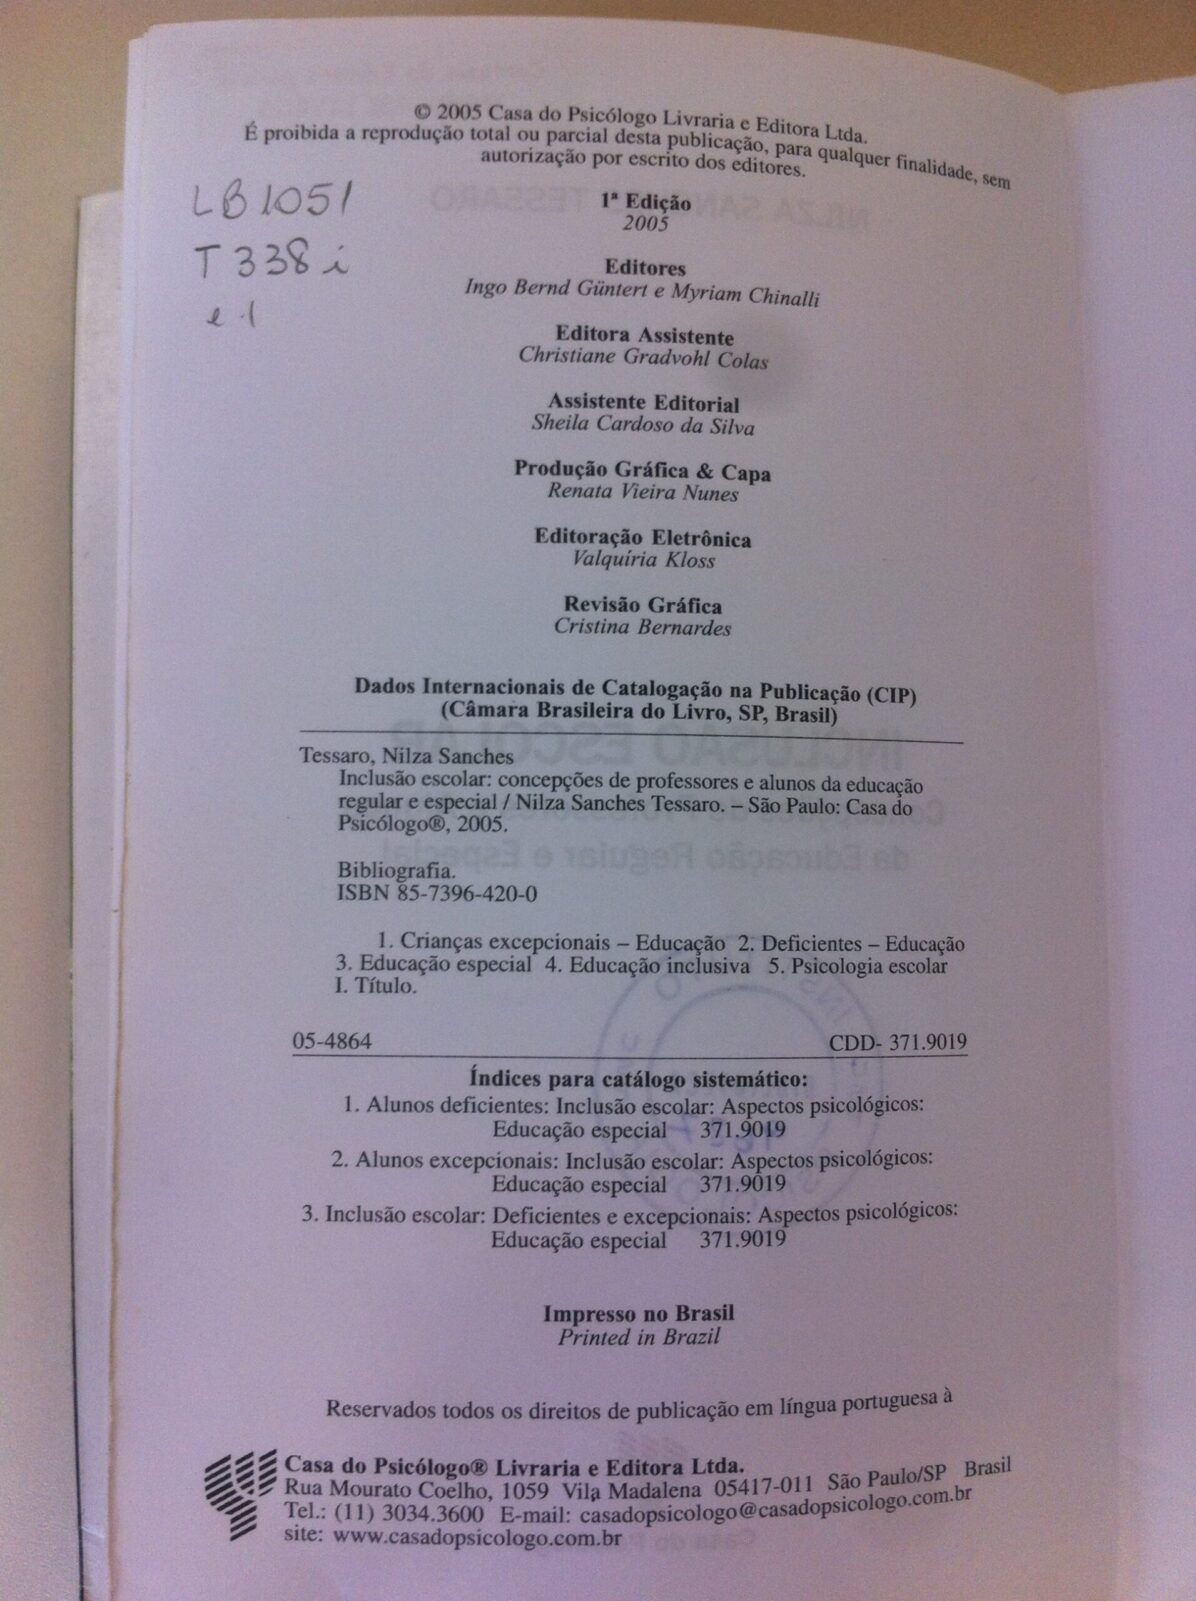 © 2005 Casa do Psicólogo Livraria e Editora Ltda.
É proibida a reprodução total ou parcial desta publicação, para qualquer finalidade, sem
autorização por escrito dos editores.
LB1051
T338i
e.1
1ª Edição
2005
Editores
Ingo Bernd Güntert e Myriam Chinalli
Editora Assistente
Christiane Gradvohl Colas
Assistente Editorial
Sheila Cardoso da Silva
Produção Gráfica & Capa
Renata Vieira Nunes
Editoração Eletrônica
Valquíria Kloss
Revisão Gráfica
Cristina Bernardes
Dados Internacionais de Catalogação na Publicação (CIP)
(Câmara Brasileira do Livro, SP, Brasil)
Tessaro, Nilza Sanches
Inclusão escolar: concepções de professores e alunos da educação
regular e especial / Nilza Sanches Tessaro. – São Paulo: Casa do
Psicólogo®, 2005.
Bibliografia.
ISBN 85-7396-420-0
1. Crianças excepcionais – Educação 2. Deficientes – Educação
3. Educação especial 4. Educação inclusiva 5. Psicologia escolar
I. Título.
05-4864 CDD- 371.9019
Índices para catálogo sistemático:
1. Alunos deficientes: Inclusão escolar: Aspectos psicológicos:
Educação especial 371.9019
2. Alunos excepcionais: Inclusão escolar: Aspectos psicológicos:
Educação especial 371.9019
3. Inclusão escolar: Deficientes e excepcionais: Aspectos psicológicos:
Educação especial 371.9019
Impresso no Brasil
Printed in Brazil
Reservados todos os direitos de publicação em língua portuguesa à
Casa do Psicólogo® Livraria e Editora Ltda.
Rua Mourato Coelho, 1059 Vila Madalena 05417-011 São Paulo/SP Brasil
Tel.: (11) 3034.3600 E-mail: casadopsicologo@casadopsicologo.com.br
site: www.casadopsicologo.com.br